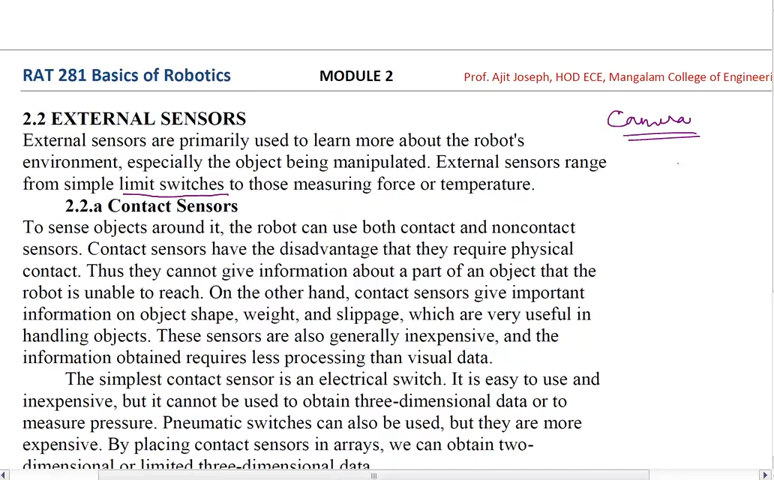 RAT 281 Basics of Robotics MODULE 2 Prof. Ajit Joseph, HOD ECE, Mangalam College of Engineeri
2.2 EXTERNAL SENSORS
Camera
External sensors are primarily used to learn more about the robot's
environment, especially the object being manipulated. External sensors range
from simple limit switches to those measuring force or temperature.
2.2.a Contact Sensors
To sense objects around it, the robot can use both contact and noncontact
sensors. Contact sensors have the disadvantage that they require physical
contact. Thus they cannot give information about a part of an object that the
robot is unable to reach. On the other hand, contact sensors give important
information on object shape, weight, and slippage, which are very useful in
handling objects. These sensors are also generally inexpensive, and the
information obtained requires less processing than visual data.
The simplest contact sensor is an electrical switch. It is easy to use and
inexpensive, but it cannot be used to obtain three-dimensional data or to
measure pressure. Pneumatic switches can also be used, but they are more
expensive. By placing contact sensors in arrays, we can obtain two-
dimensional or limited three-dimensional data.